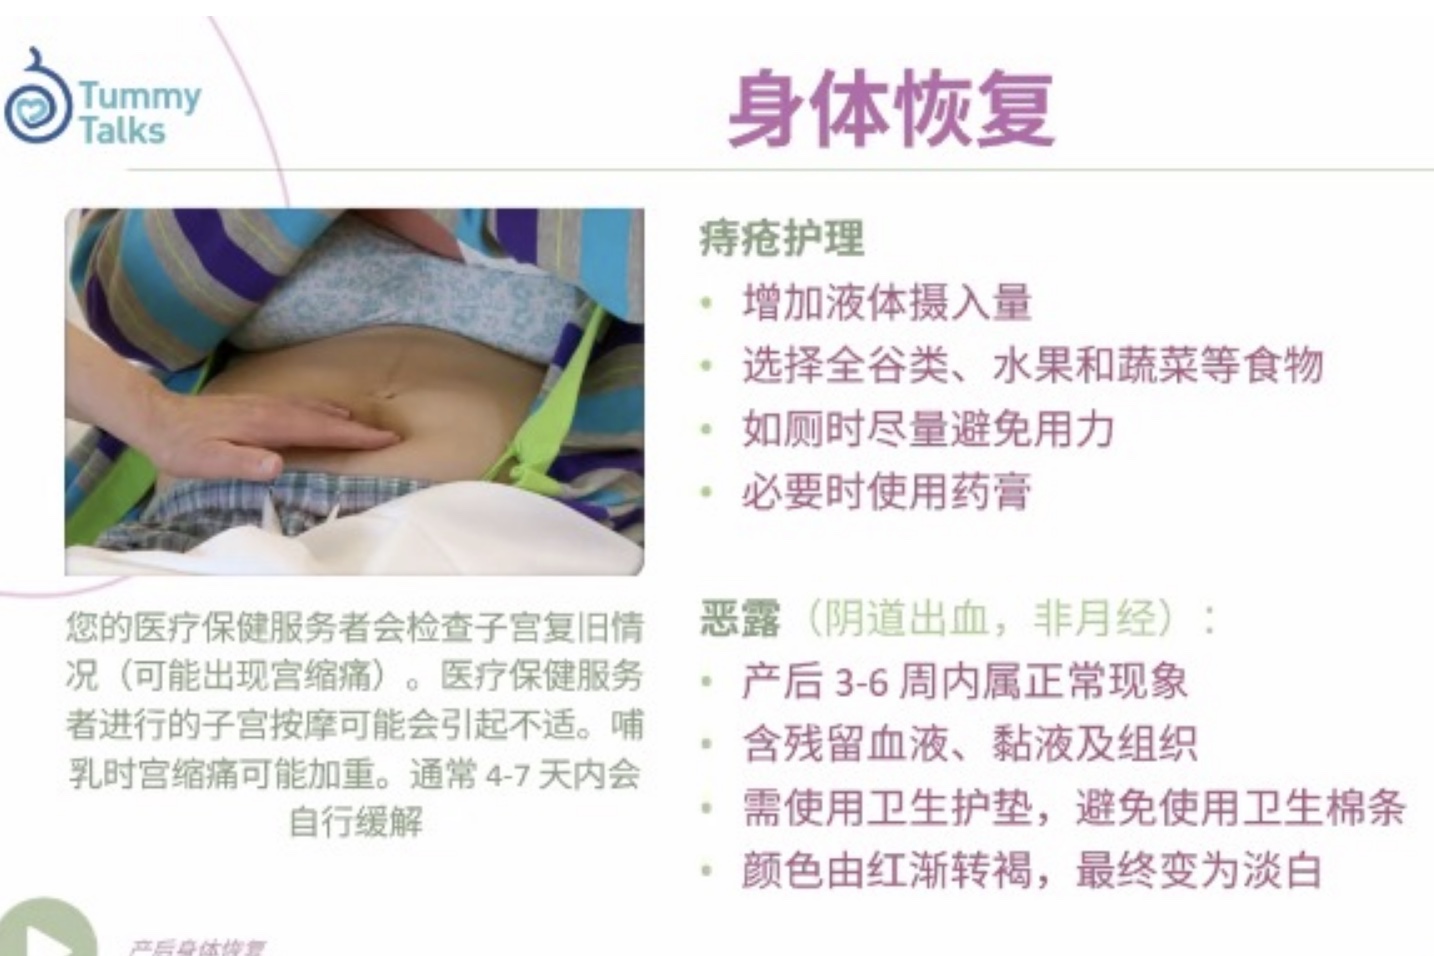 Tummy
Talks
身体恢复
您的医疗保健服务者会检查子宫复旧情
况（可能出现宫缩痛）。医疗保健服务
者进行的子宫按摩可能会引起不适。哺
乳时宫缩痛可能加重。通常 4-7 天内会
自行缓解
痔疮护理
• 增加液体摄入量
• 选择全谷类、水果和蔬菜等食物
• 如厕时尽量避免用力
• 必要时使用药膏
恶露（阴道出血，非月经）：
• 产后 3-6 周内属正常现象
• 含残留血液、黏液及组织
• 需使用卫生护垫，避免使用卫生棉条
• 颜色由红渐转褐，最终变为淡白
产后身体恢复